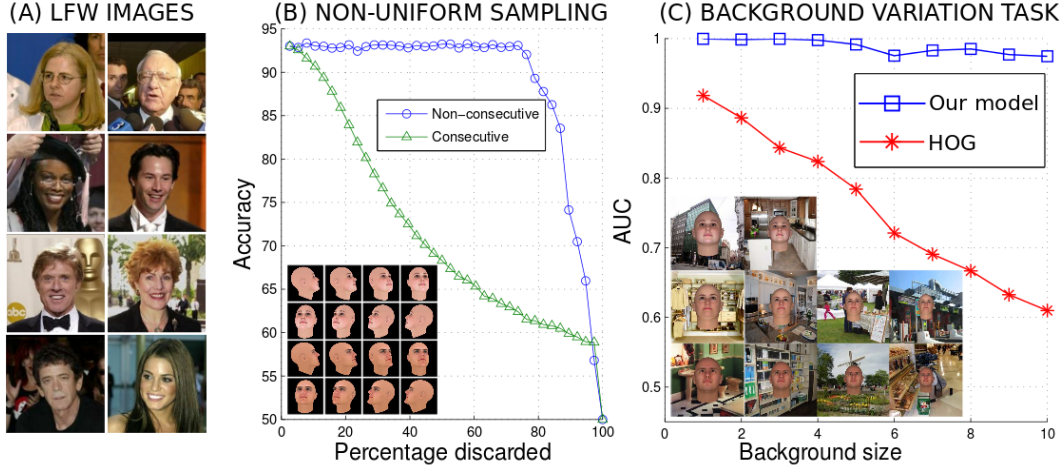 (A) LFW IMAGES
(B) NON-UNIFORM SAMPLING
(C) BACKGROUND VARIATION TASK
abc
95
90
85
80
75
70
65
60
55
50
Accuracy
Non-consecutive
Consecutive
0
20
40
60
80
100
Percentage discarded
1
0.9
0.8
0.7
0.6
0.5
AUC
Our model
HOG
0
2
4
6
8
10
Background size